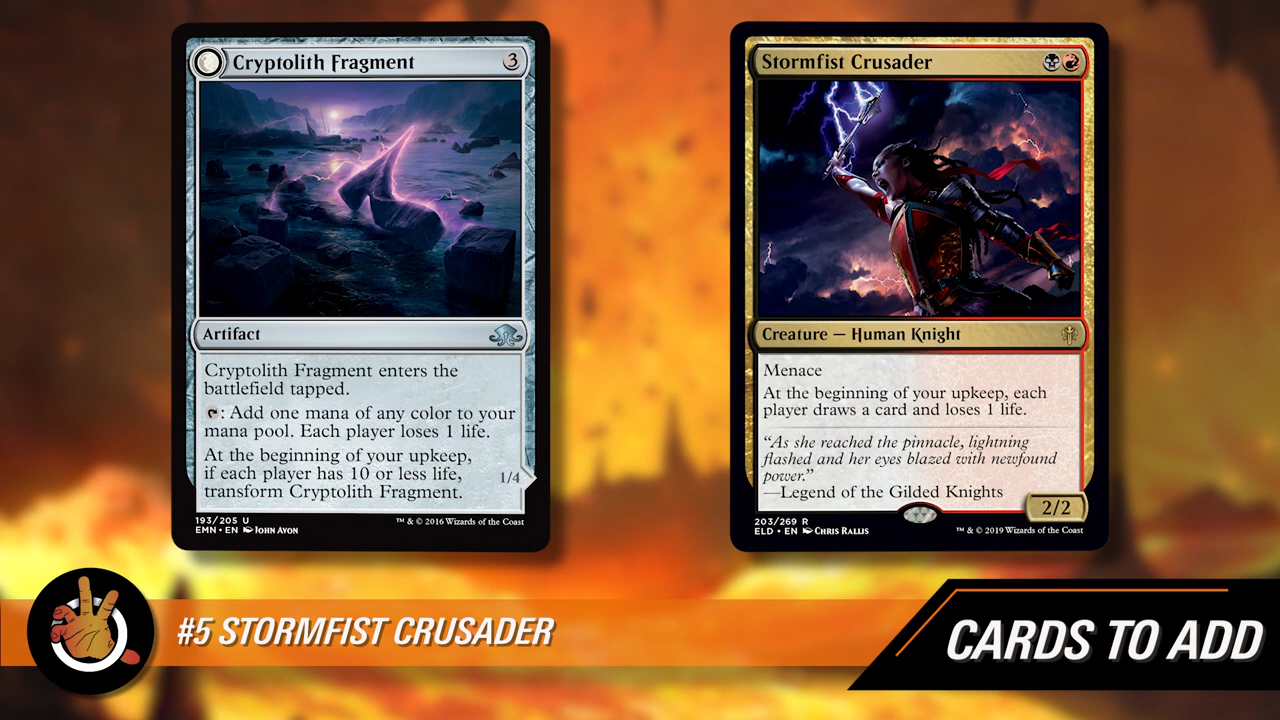 Cryptolith Fragment 3
Artifact
Cryptolith Fragment enters the
battlefield tapped.
: Add one mana of any color to your
mana pool. Each player loses 1 life.
At the beginning of your upkeep,
if each player has 10 or less life,
transform Cryptolith Fragment.
1/4
193/205 U
EMN • EN JOHN AVON
™ & © 2016 Wizards of the Coast
Stormfist Crusader
Creature — Human Knight
Menace
At the beginning of your upkeep, each
player draws a card and loses 1 life.
“As she reached the pinnacle, lightning
flashed and her eyes blazed with newfound
power.”
—Legend of the Gilded Knights
2/2
203/269 R
ELD • EN CHRIS RALLIS
™ & © 2019 Wizards of the Coast
#5 STORMFIST CRUSADER
CARDS TO ADD